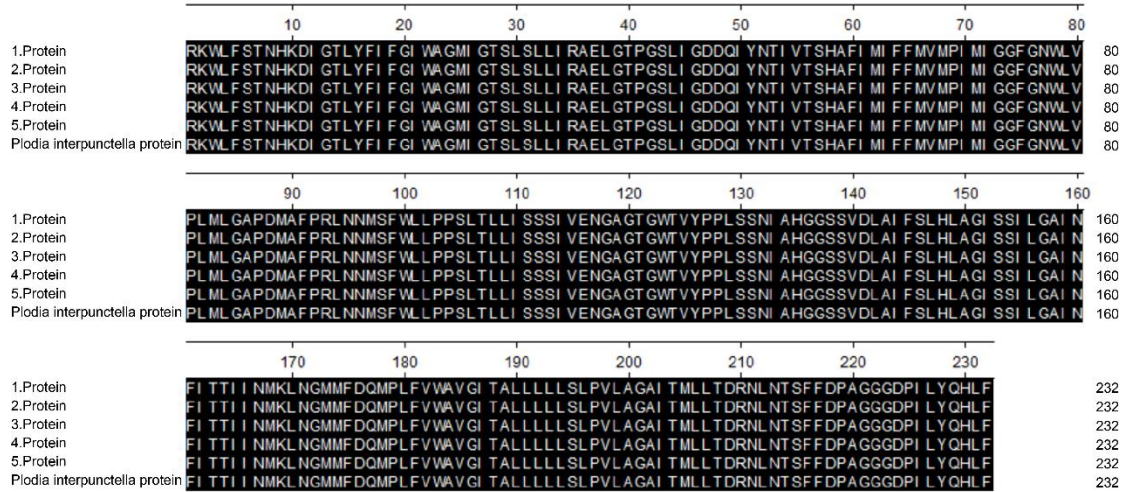 10 20 30 40 50 60 70 80
1.Protein RKWLFSTNHKDIGTLYFIFGIWAGMIGTSLSLLIRAELGTPGSLIGDDQIYNTIVTSHAFIMIFFMVMPIMIGGFGNWLV 80
2.Protein RKWLFSTNHKDIGTLYFIFGIWAGMIGTSLSLLIRAELGTPGSLIGDDQIYNTIVTSHAFIMIFFMVMPIMIGGFGNWLV 80
3.Protein RKWLFSTNHKDIGTLYFIFGIWAGMIGTSLSLLIRAELGTPGSLIGDDQIYNTIVTSHAFIMIFFMVMPIMIGGFGNWLV 80
4.Protein RKWLFSTNHKDIGTLYFIFGIWAGMIGTSLSLLIRAELGTPGSLIGDDQIYNTIVTSHAFIMIFFMVMPIMIGGFGNWLV 80
5.Protein RKWLFSTNHKDIGTLYFIFGIWAGMIGTSLSLLIRAELGTPGSLIGDDQIYNTIVTSHAFIMIFFMVMPIMIGGFGNWLV 80
Plodia interpunctella protein RKWLFSTNHKDIGTLYFIFGIWAGMIGTSLSLLIRAELGTPGSLIGDDQIYNTIVTSHAFIMIFFMVMPIMIGGFGNWLV 80
90 100 110 120 130 140 150 160
1.Protein PLMLGAPDMAFPRLNNMSFWLLPPSLTLLISSSIVENGAGTGWTVYPPLSSNIAHGGSSVDLAIFSLHLAGISSILGAIN 160
2.Protein PLMLGAPDMAFPRLNNMSFWLLPPSLTLLISSSIVENGAGTGWTVYPPLSSNIAHGGSSVDLAIFSLHLAGISSILGAIN 160
3.Protein PLMLGAPDMAFPRLNNMSFWLLPPSLTLLISSSIVENGAGTGWTVYPPLSSNIAHGGSSVDLAIFSLHLAGISSILGAIN 160
4.Protein PLMLGAPDMAFPRLNNMSFWLLPPSLTLLISSSIVENGAGTGWTVYPPLSSNIAHGGSSVDLAIFSLHLAGISSILGAIN 160
5.Protein PLMLGAPDMAFPRLNNMSFWLLPPSLTLLISSSIVENGAGTGWTVYPPLSSNIAHGGSSVDLAIFSLHLAGISSILGAIN 160
Plodia interpunctella protein PLMLGAPDMAFPRLNNMSFWLLPPSLTLLISSSIVENGAGTGWTVYPPLSSNIAHGGSSVDLAIFSLHLAGISSILGAIN 160
170 180 190 200 210 220 230
1.Protein FITTIINMKLNGMMFDQMPLFVWAVGITALLLLLSLPVLAGAITMLLTDRNLNTSFFDPAGGGDPILYQHLF 232
2.Protein FITTIINMKLNGMMFDQMPLFVWAVGITALLLLLSLPVLAGAITMLLTDRNLNTSFFDPAGGGDPILYQHLF 232
3.Protein FITTIINMKLNGMMFDQMPLFVWAVGITALLLLLSLPVLAGAITMLLTDRNLNTSFFDPAGGGDPILYQHLF 232
4.Protein FITTIINMKLNGMMFDQMPLFVWAVGITALLLLLSLPVLAGAITMLLTDRNLNTSFFDPAGGGDPILYQHLF 232
5.Protein FITTIINMKLNGMMFDQMPLFVWAVGITALLLLLSLPVLAGAITMLLTDRNLNTSFFDPAGGGDPILYQHLF 232
Plodia interpunctella protein FITTIINMKLNGMMFDQMPLFVWAVGITALLLLLSLPVLAGAITMLLTDRNLNTSFFDPAGGGDPILYQHLF 232